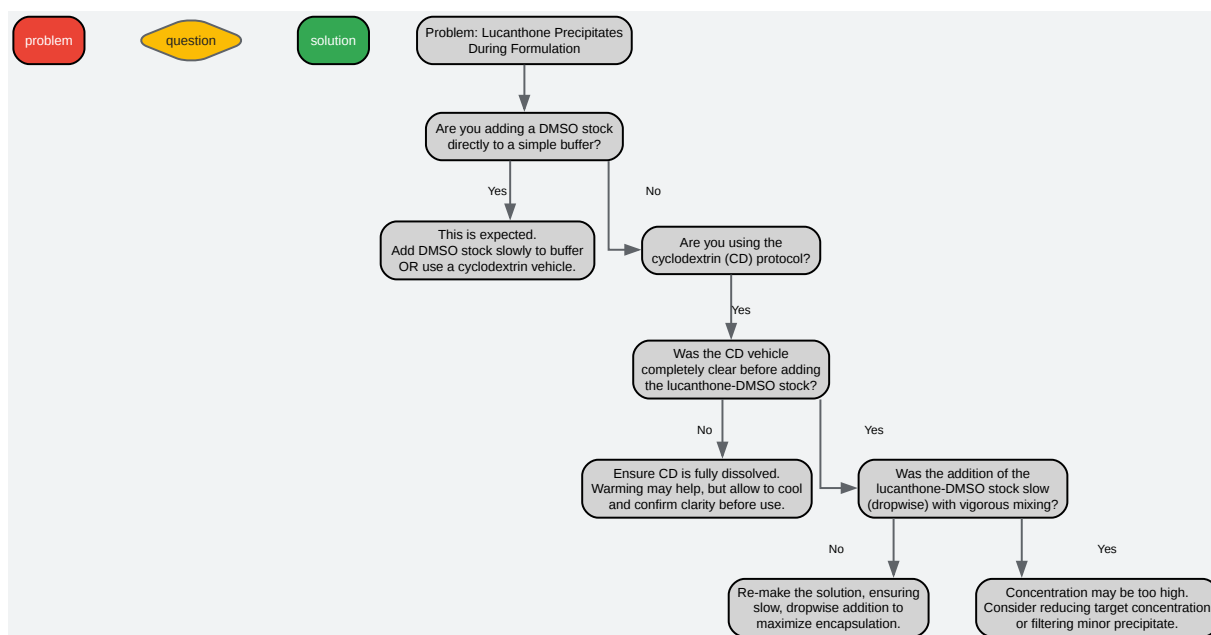 problem
question
solution
Problem: Lucanthone Precipitates
During Formulation
Are you adding a DMSO stock
directly to a simple buffer?
Yes
No
This is expected.
Add DMSO stock slowly to buffer
OR use a cyclodextrin vehicle.
Are you using the
cyclodextrin (CD) protocol?
Yes
Was the CD vehicle
completely clear before adding
the lucanthone-DMSO stock?
No
Yes
Ensure CD is fully dissolved.
Warming may help, but allow to cool
and confirm clarity before use.
Was the addition of the
lucanthone-DMSO stock slow
(dropwise) with vigorous mixing?
No
Yes
Re-make the solution, ensuring
slow, dropwise addition to
maximize encapsulation.
Concentration may be too high.
Consider reducing target concentration
or filtering minor precipitate.